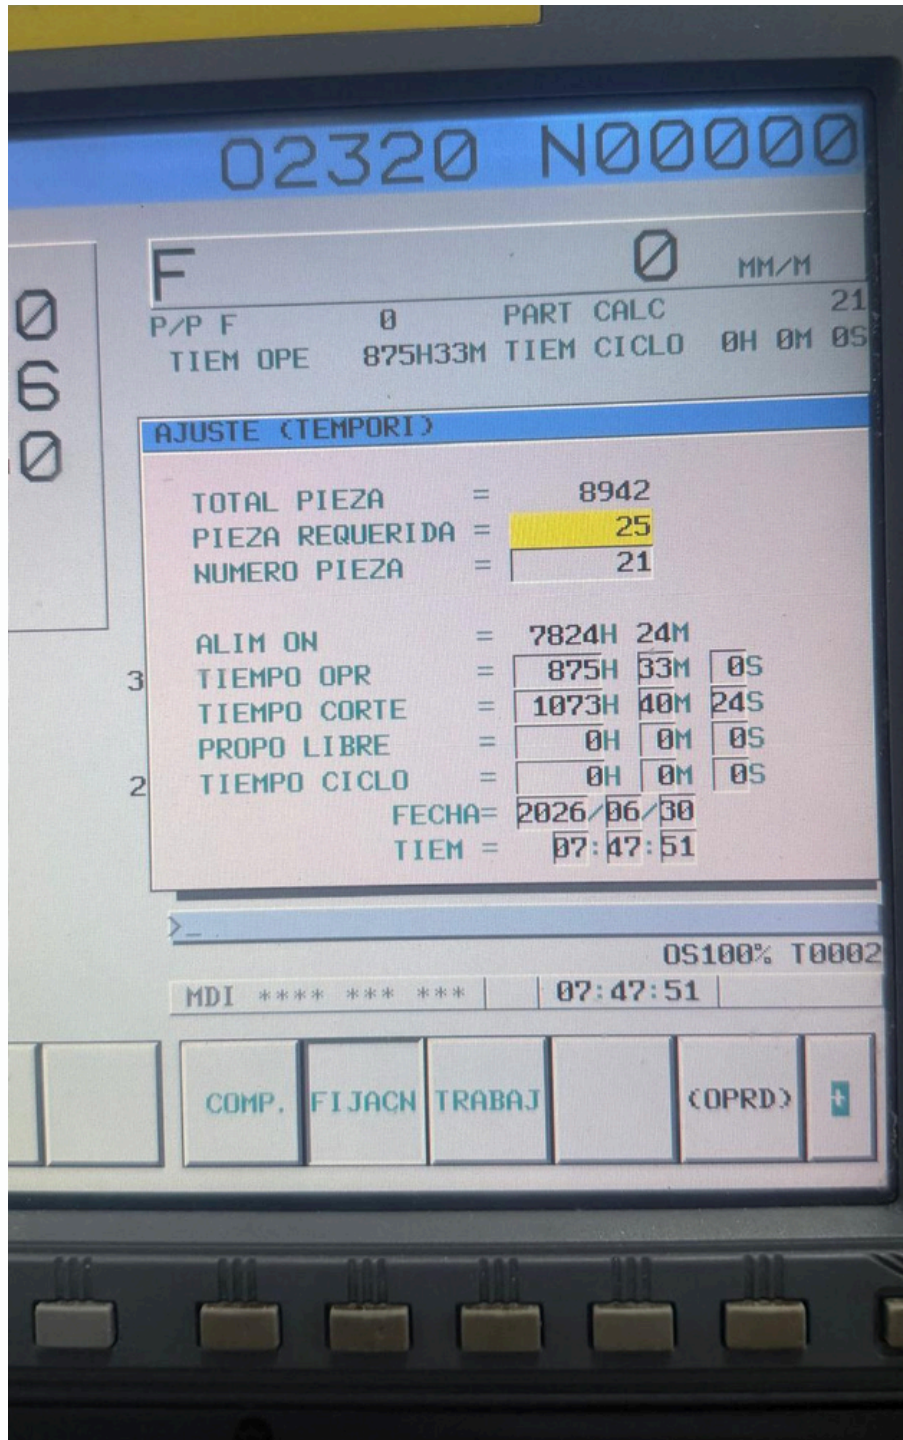 O2320 N00000
F 0 MM/M
P/P F 0 PART CALC 21
TIEM OPE 875H33M TIEM CICLO 0H 0M 0S
0
6
0
AJUSTE (TEMPORI)
TOTAL PIEZA = 8942
PIEZA REQUERIDA = 25
NUMERO PIEZA = 21
ALIM ON = 7824H 24M
3
TIEMPO OPR = 875H 33M 0S
TIEMPO CORTE = 1073H 40M 24S
PROPO LIBRE = 0H 0M 0S
2
TIEMPO CICLO = 0H 0M 0S
FECHA= 2026/06/30
TIEM = 07:47:51
>_
OS100% T0002
MDI **** *** *** 07:47:51
COMP. FIJACN TRABAJ (OPRD) +